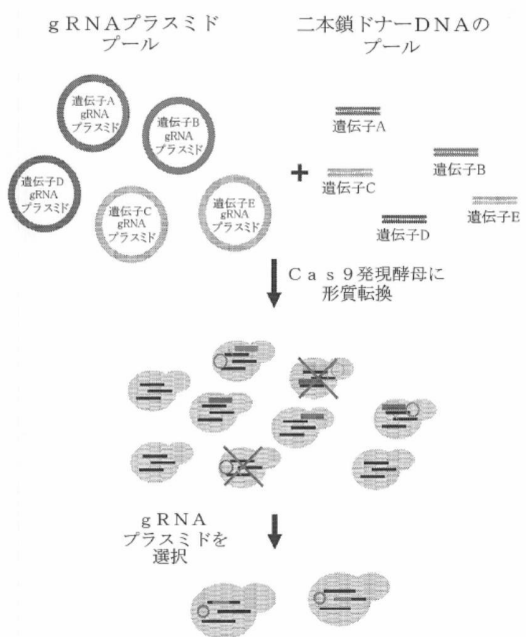 gRNAプラスミド
プール
二本鎖ドナーDNAの
プール
遺伝子A
gRNA
プラスミド
遺伝子B
gRNA
プラスミド
遺伝子D
gRNA
プラスミド
遺伝子C
gRNA
プラスミド
遺伝子E
gRNA
プラスミド
+
遺伝子A
遺伝子B
遺伝子C
遺伝子E
遺伝子D
Cas9発現酵母に
形質転換
gRNA
プラスミドを
選択